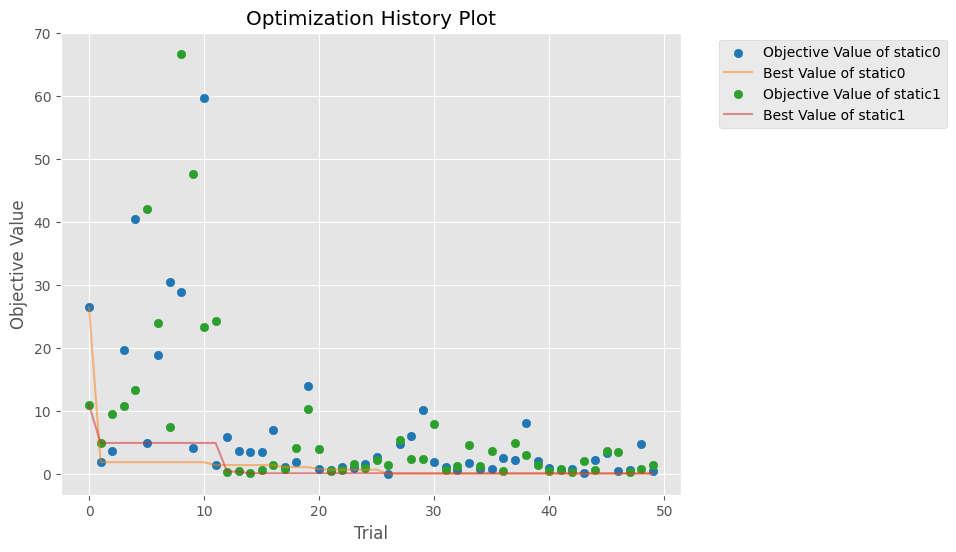 Optimization History Plot
Objective Value
70
60
50
40
30
20
10
0
0
10
20
30
40
50
Trial
Objective Value of static0
Best Value of static0
Objective Value of static1
Best Value of static1